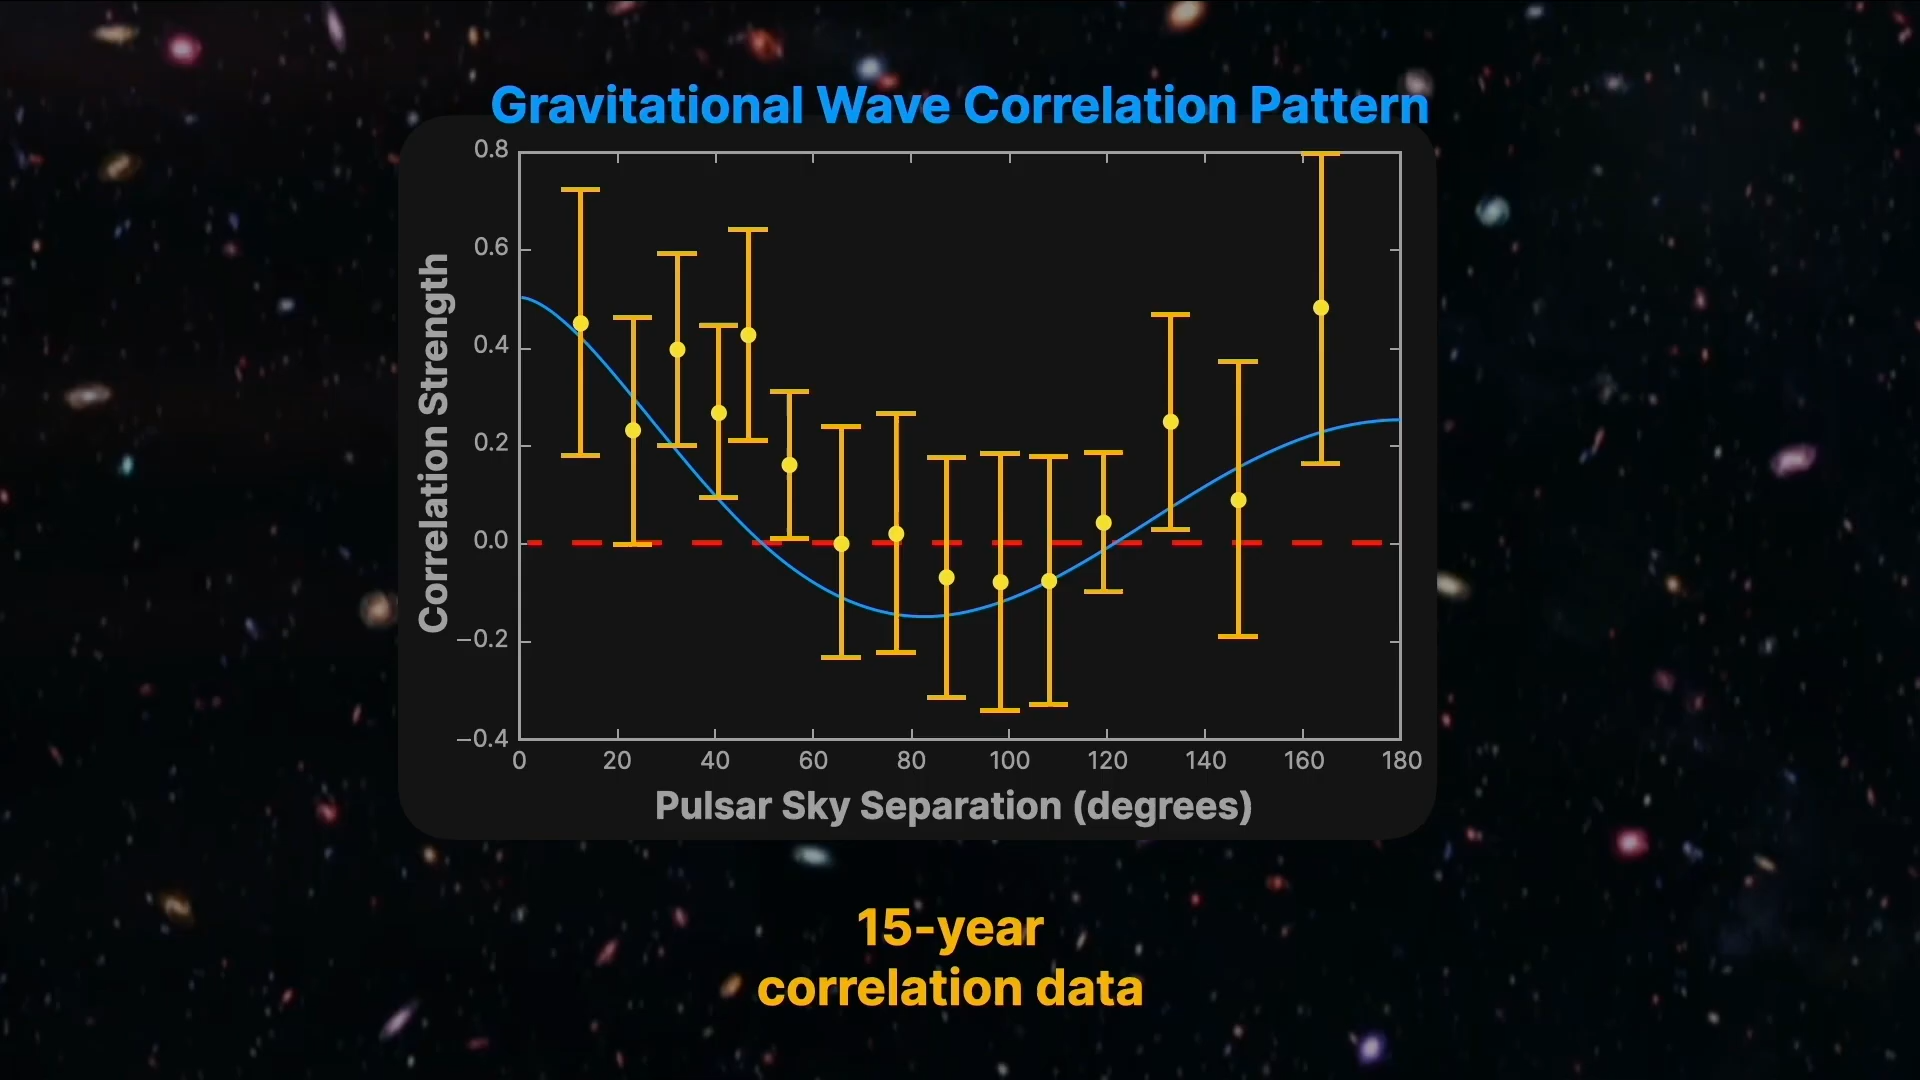 Gravitational Wave Correlation Pattern
0.8
0.6
0.4
0.2
0.0
−0.2
−0.4
Correlation Strength
0 20 40 60 80 100 120 140 160 180
Pulsar Sky Separation (degrees)
15-year
correlation data